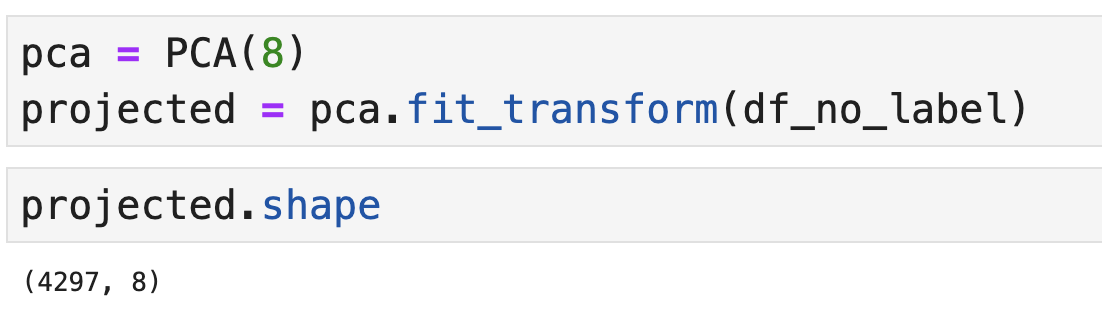 pca = PCA(8)
projected = pca.fit_transform(df_no_label)
projected.shape
(4297, 8)